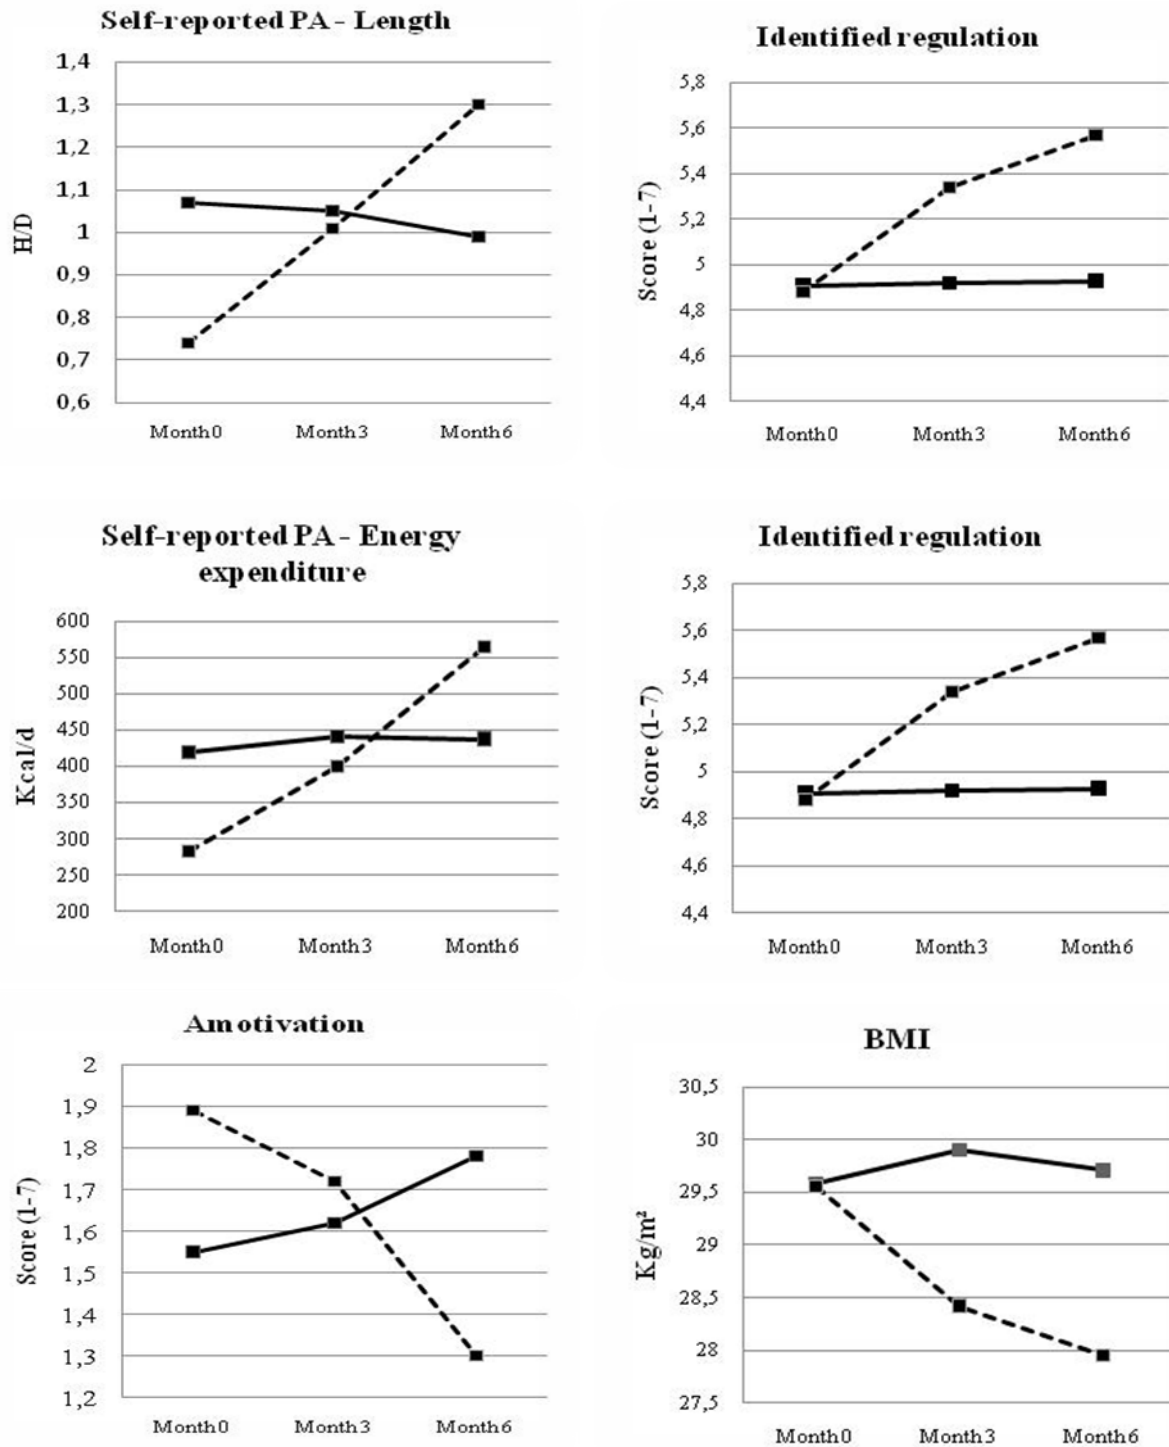 Self-reported PA - Length
1,4
1,3
1,2
1,1
1
0,9
0,8
0,7
0,6
H/D
Month0 Month3 Month6
Identified regulation
5,8
5,6
5,4
5,2
5
4,8
4,6
4,4
Score (1-7)
Month0 Month3 Month6
Self-reported PA - Energy
expenditure
600
550
500
450
400
350
300
250
200
Kcal/d
Month0 Month3 Month6
Identified regulation
5,8
5,6
5,4
5,2
5
4,8
4,6
4,4
Score (1-7)
Month0 Month3 Month6
Amotivation
2
1,9
1,8
1,7
1,6
1,5
1,4
1,3
1,2
Score (1-7)
Month0 Month3 Month6
BMI
30,5
30
29,5
29
28,5
28
27,5
Kg/m²
Month0 Month3 Month6